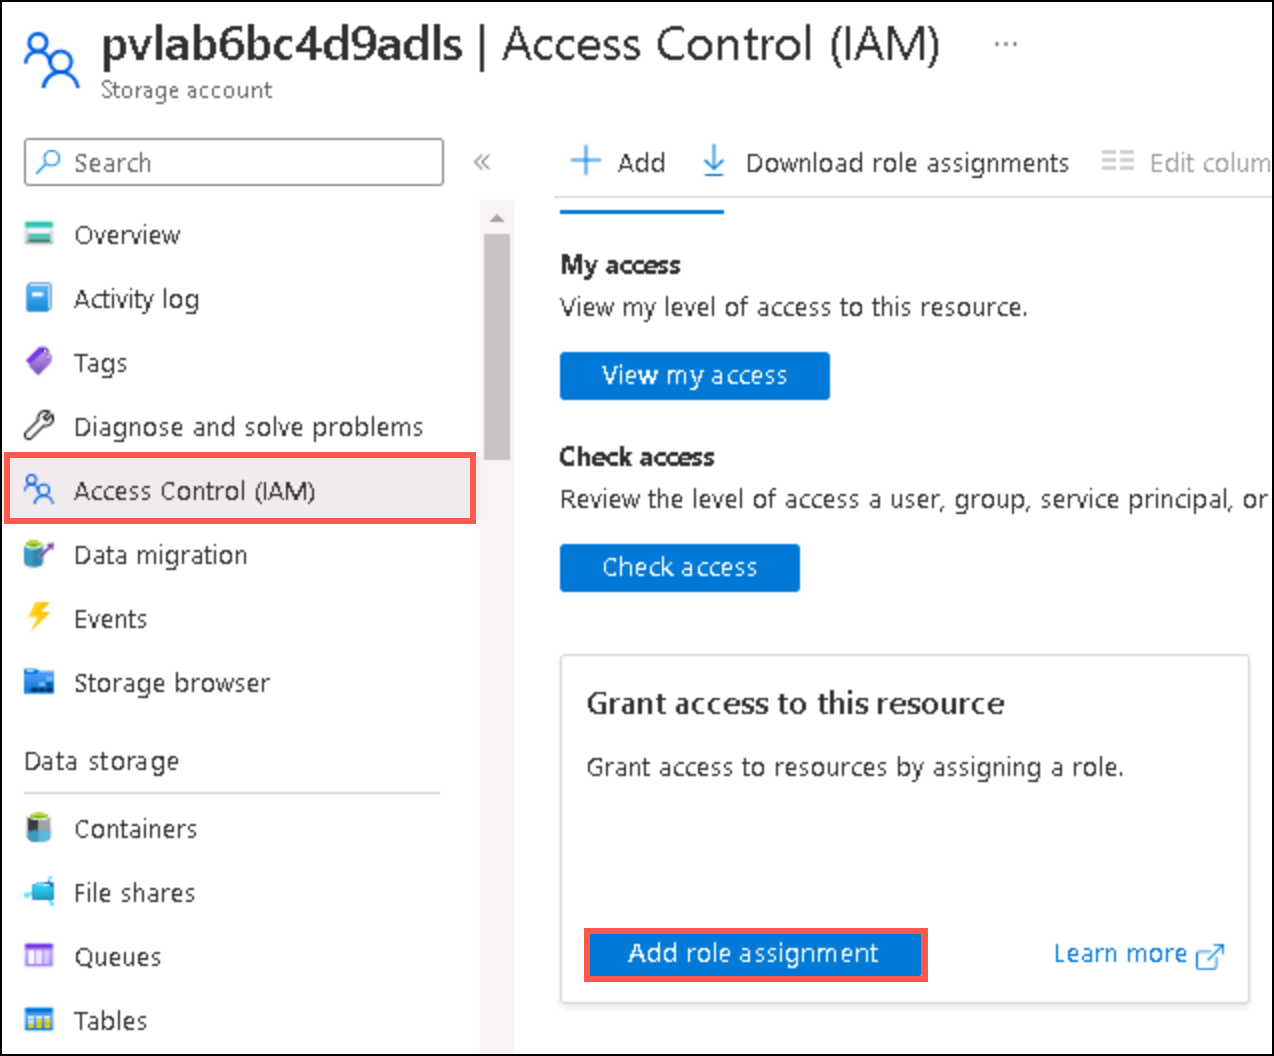 pvlab6bc4d9adls | Access Control (IAM) ...
Storage account
Search
«
Add
Download role assignments
Edit colum
Overview
Activity log
Tags
Diagnose and solve problems
Access Control (IAM)
Data migration
Events
Storage browser
Data storage
Containers
File shares
Queues
Tables
My access
View my level of access to this resource.
View my access
Check access
Review the level of access a user, group, service principal, or
Check access
Grant access to this resource
Grant access to resources by assigning a role.
Add role assignment
Learn more